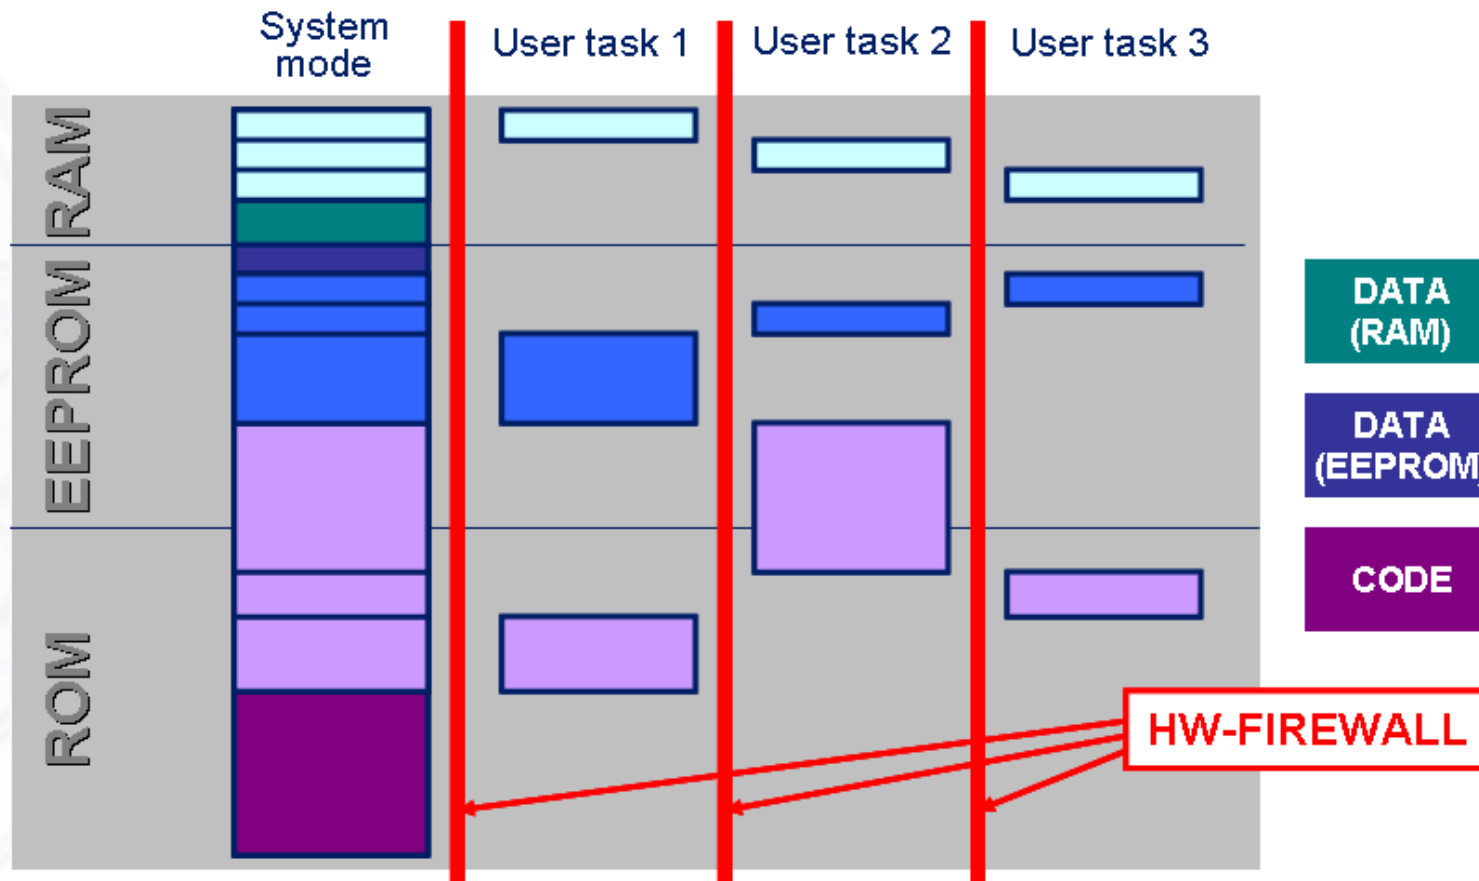 System
mode
User task 1
User task 2
User task 3
RAM
EEPROM
ROM
DATA
(RAM)
DATA
(EEPROM)
CODE
HW-FIREWALL